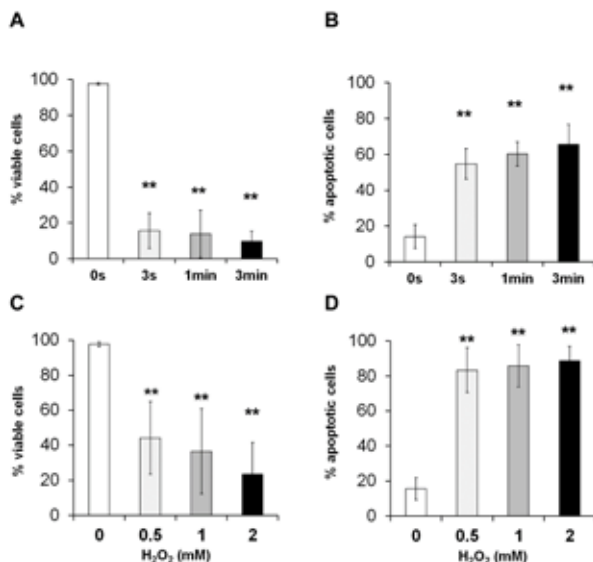 A
% viable cells
100
80
60
40
20
0
** ** **
0s 3s 1min 3min
B
% apoptotic cells
100
80
60
40
20
0
** ** **
0s 3s 1min 3min
C
% viable cells
100
80
60
40
20
0
** ** **
0 0.5 1 2
H₂O₂ (mM)
D
% apoptotic cells
100
80
60
40
20
0
** ** **
0 0.5 1 2
H₂O₂ (mM)